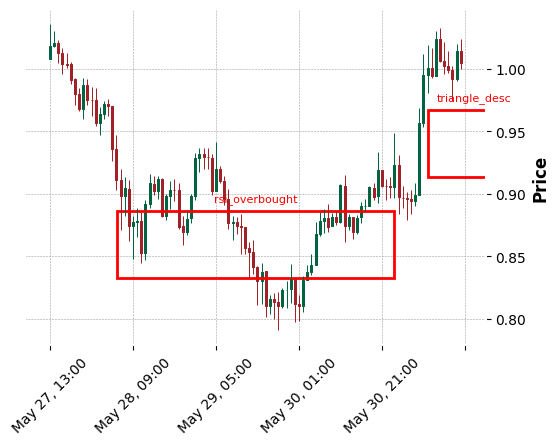 triangle_desc
rsi_overbought
1.00
0.95
0.90
0.85
0.80
Price
May 27, 13:00
May 28, 09:00
May 29, 05:00
May 30, 01:00
May 30, 21:00